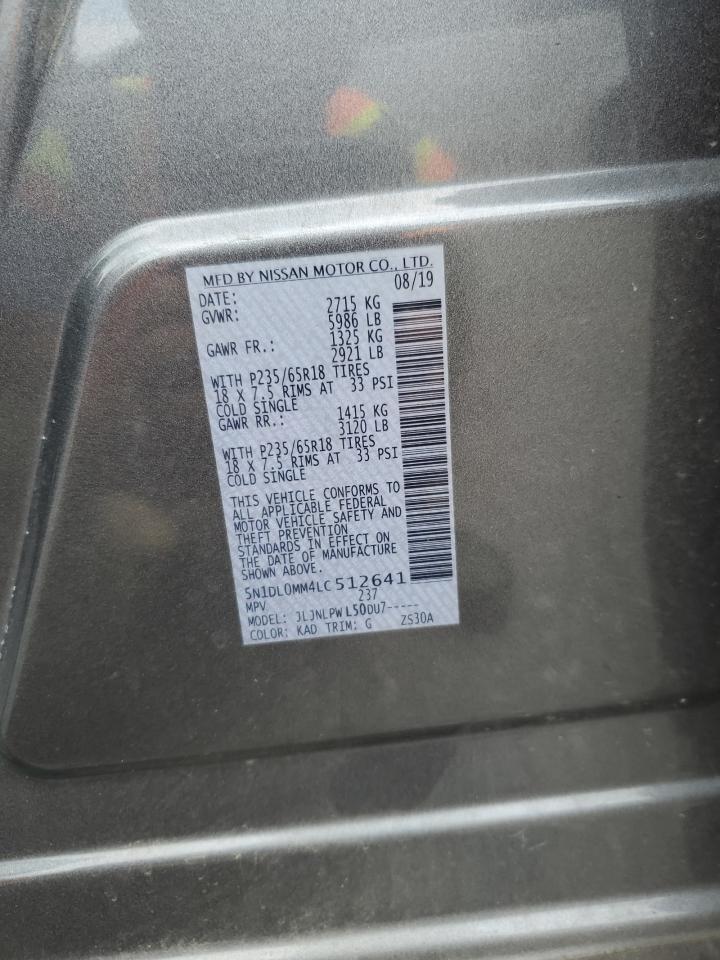 MFD BY NISSAN MOTOR CO., LTD.
DATE: 08/19
GVWR: 2715 KG
5986 LB
GAWR FR.: 1325 KG
2921 LB
WITH P235/65R18 TIRES
18 X 7.5 RIMS AT 33 PSI
COLD SINGLE
GAWR RR.: 1415 KG
3120 LB
WITH P235/65R18 TIRES
18 X 7.5 RIMS AT 33 PSI
COLD SINGLE
THIS VEHICLE CONFORMS TO
ALL APPLICABLE FEDERAL
MOTOR VEHICLE SAFETY AND
THEFT PREVENTION
STANDARDS IN EFFECT ON
THE DATE OF MANUFACTURE
SHOWN ABOVE.
5N1DL0MM4LC512641
MPV 237
MODEL: JLJNLPWL50DU7-----
COLOR: KAD TRIM: G ZS30A